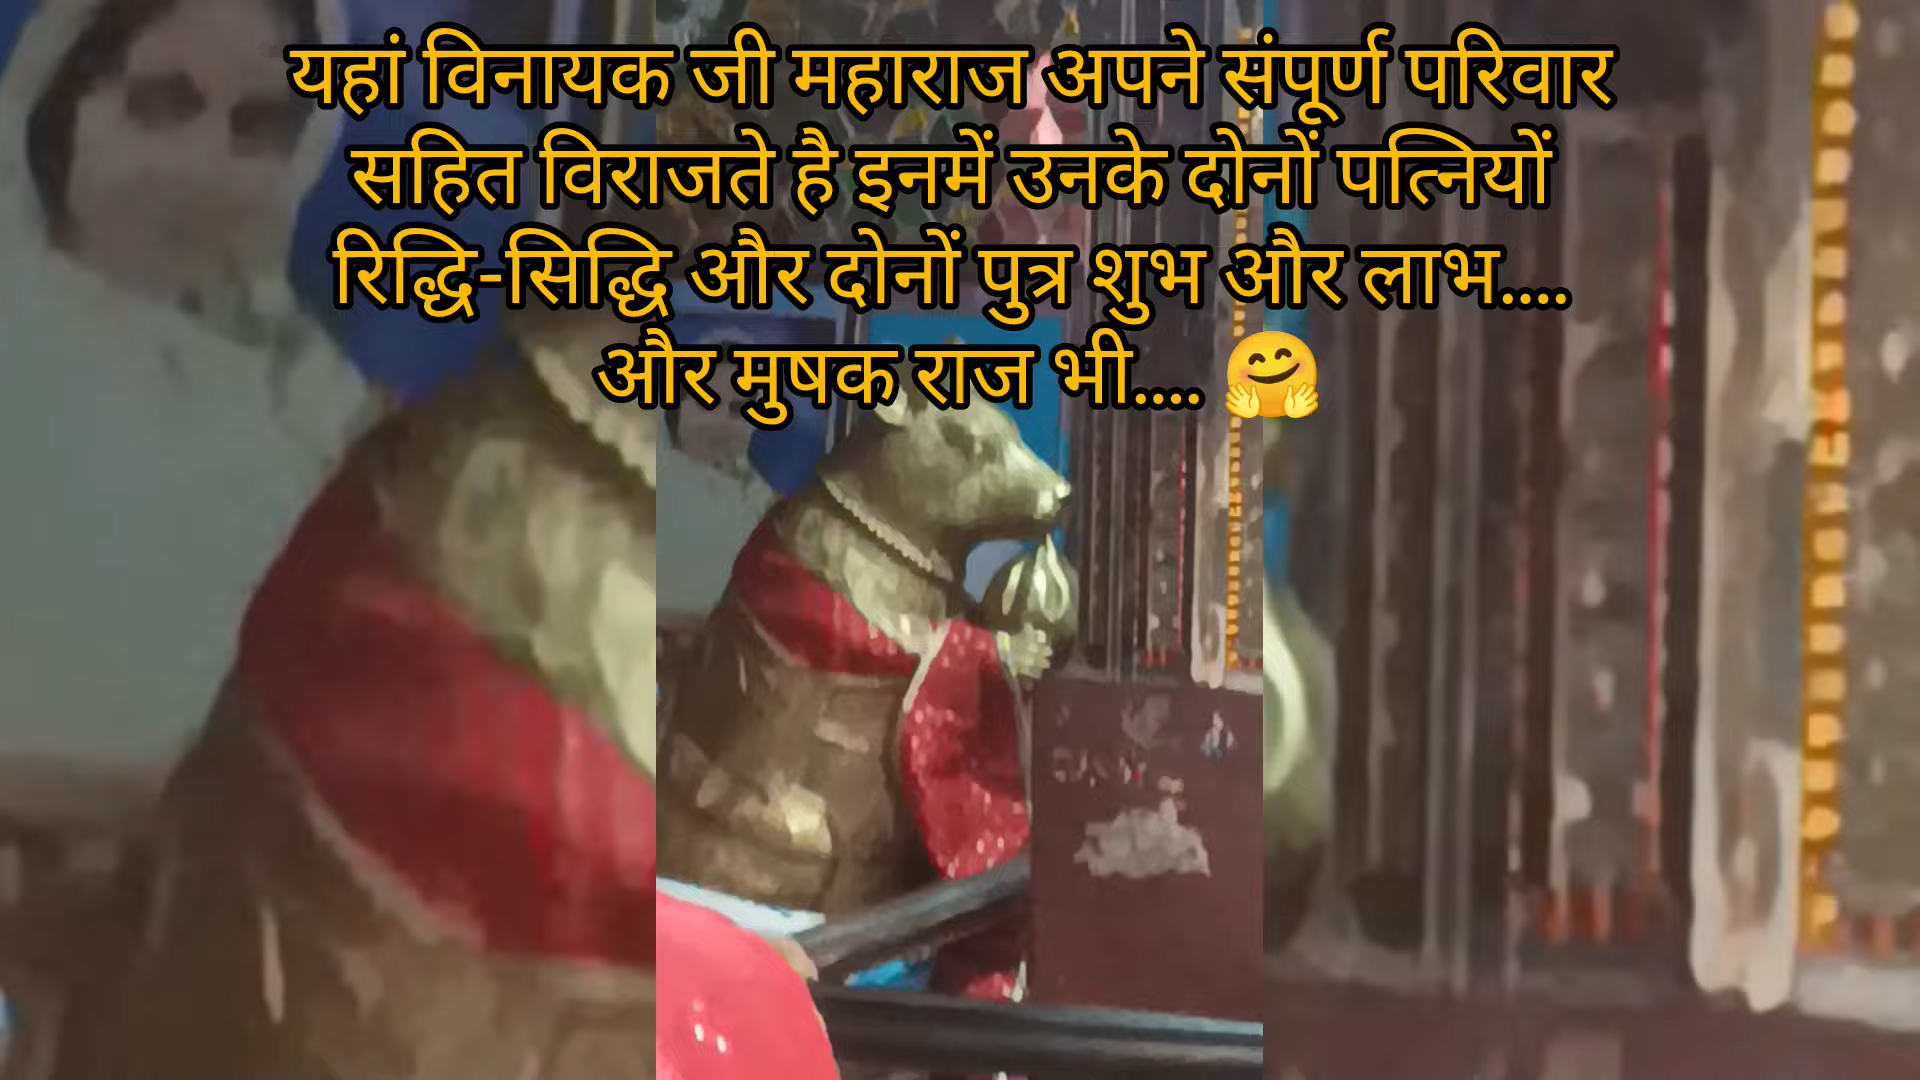 यहां विनायक जी महाराज अपने संपूर्ण परिवार
सहित विराजते है इनमें उनके दोनों पत्नियों
रिद्धि-सिद्धि और दोनों पुत्र शुभ और लाभ....
और मुषक राज भी.... 🤗